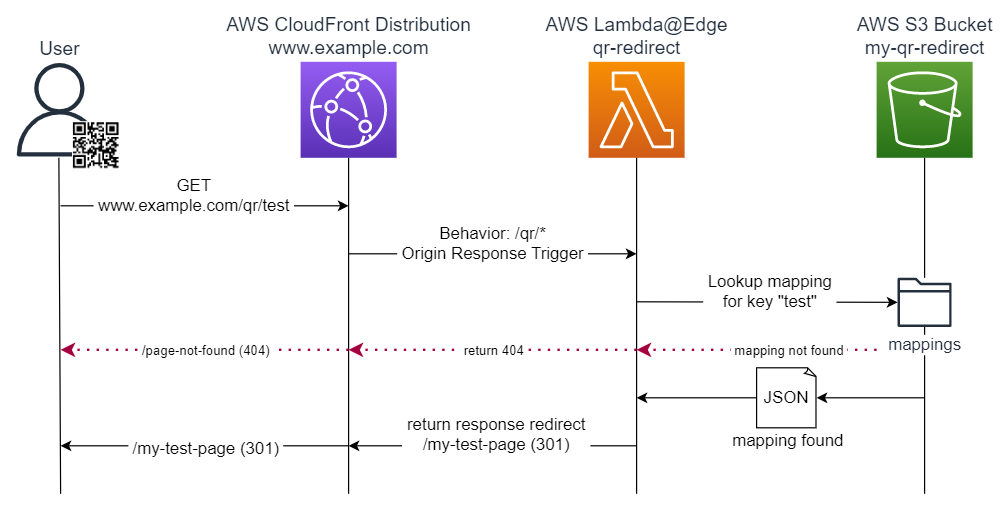 User
AWS CloudFront Distribution
www.example.com
AWS Lambda@Edge
qr-redirect
AWS S3 Bucket
my-qr-redirect
GET
www.example.com/qr/test
Behavior: /qr/*
Origin Response Trigger
Lookup mapping
for key "test"
mappings
/page-not-found (404)
return 404
mapping not found
JSON
mapping found
return response redirect
/my-test-page (301)
/my-test-page (301)